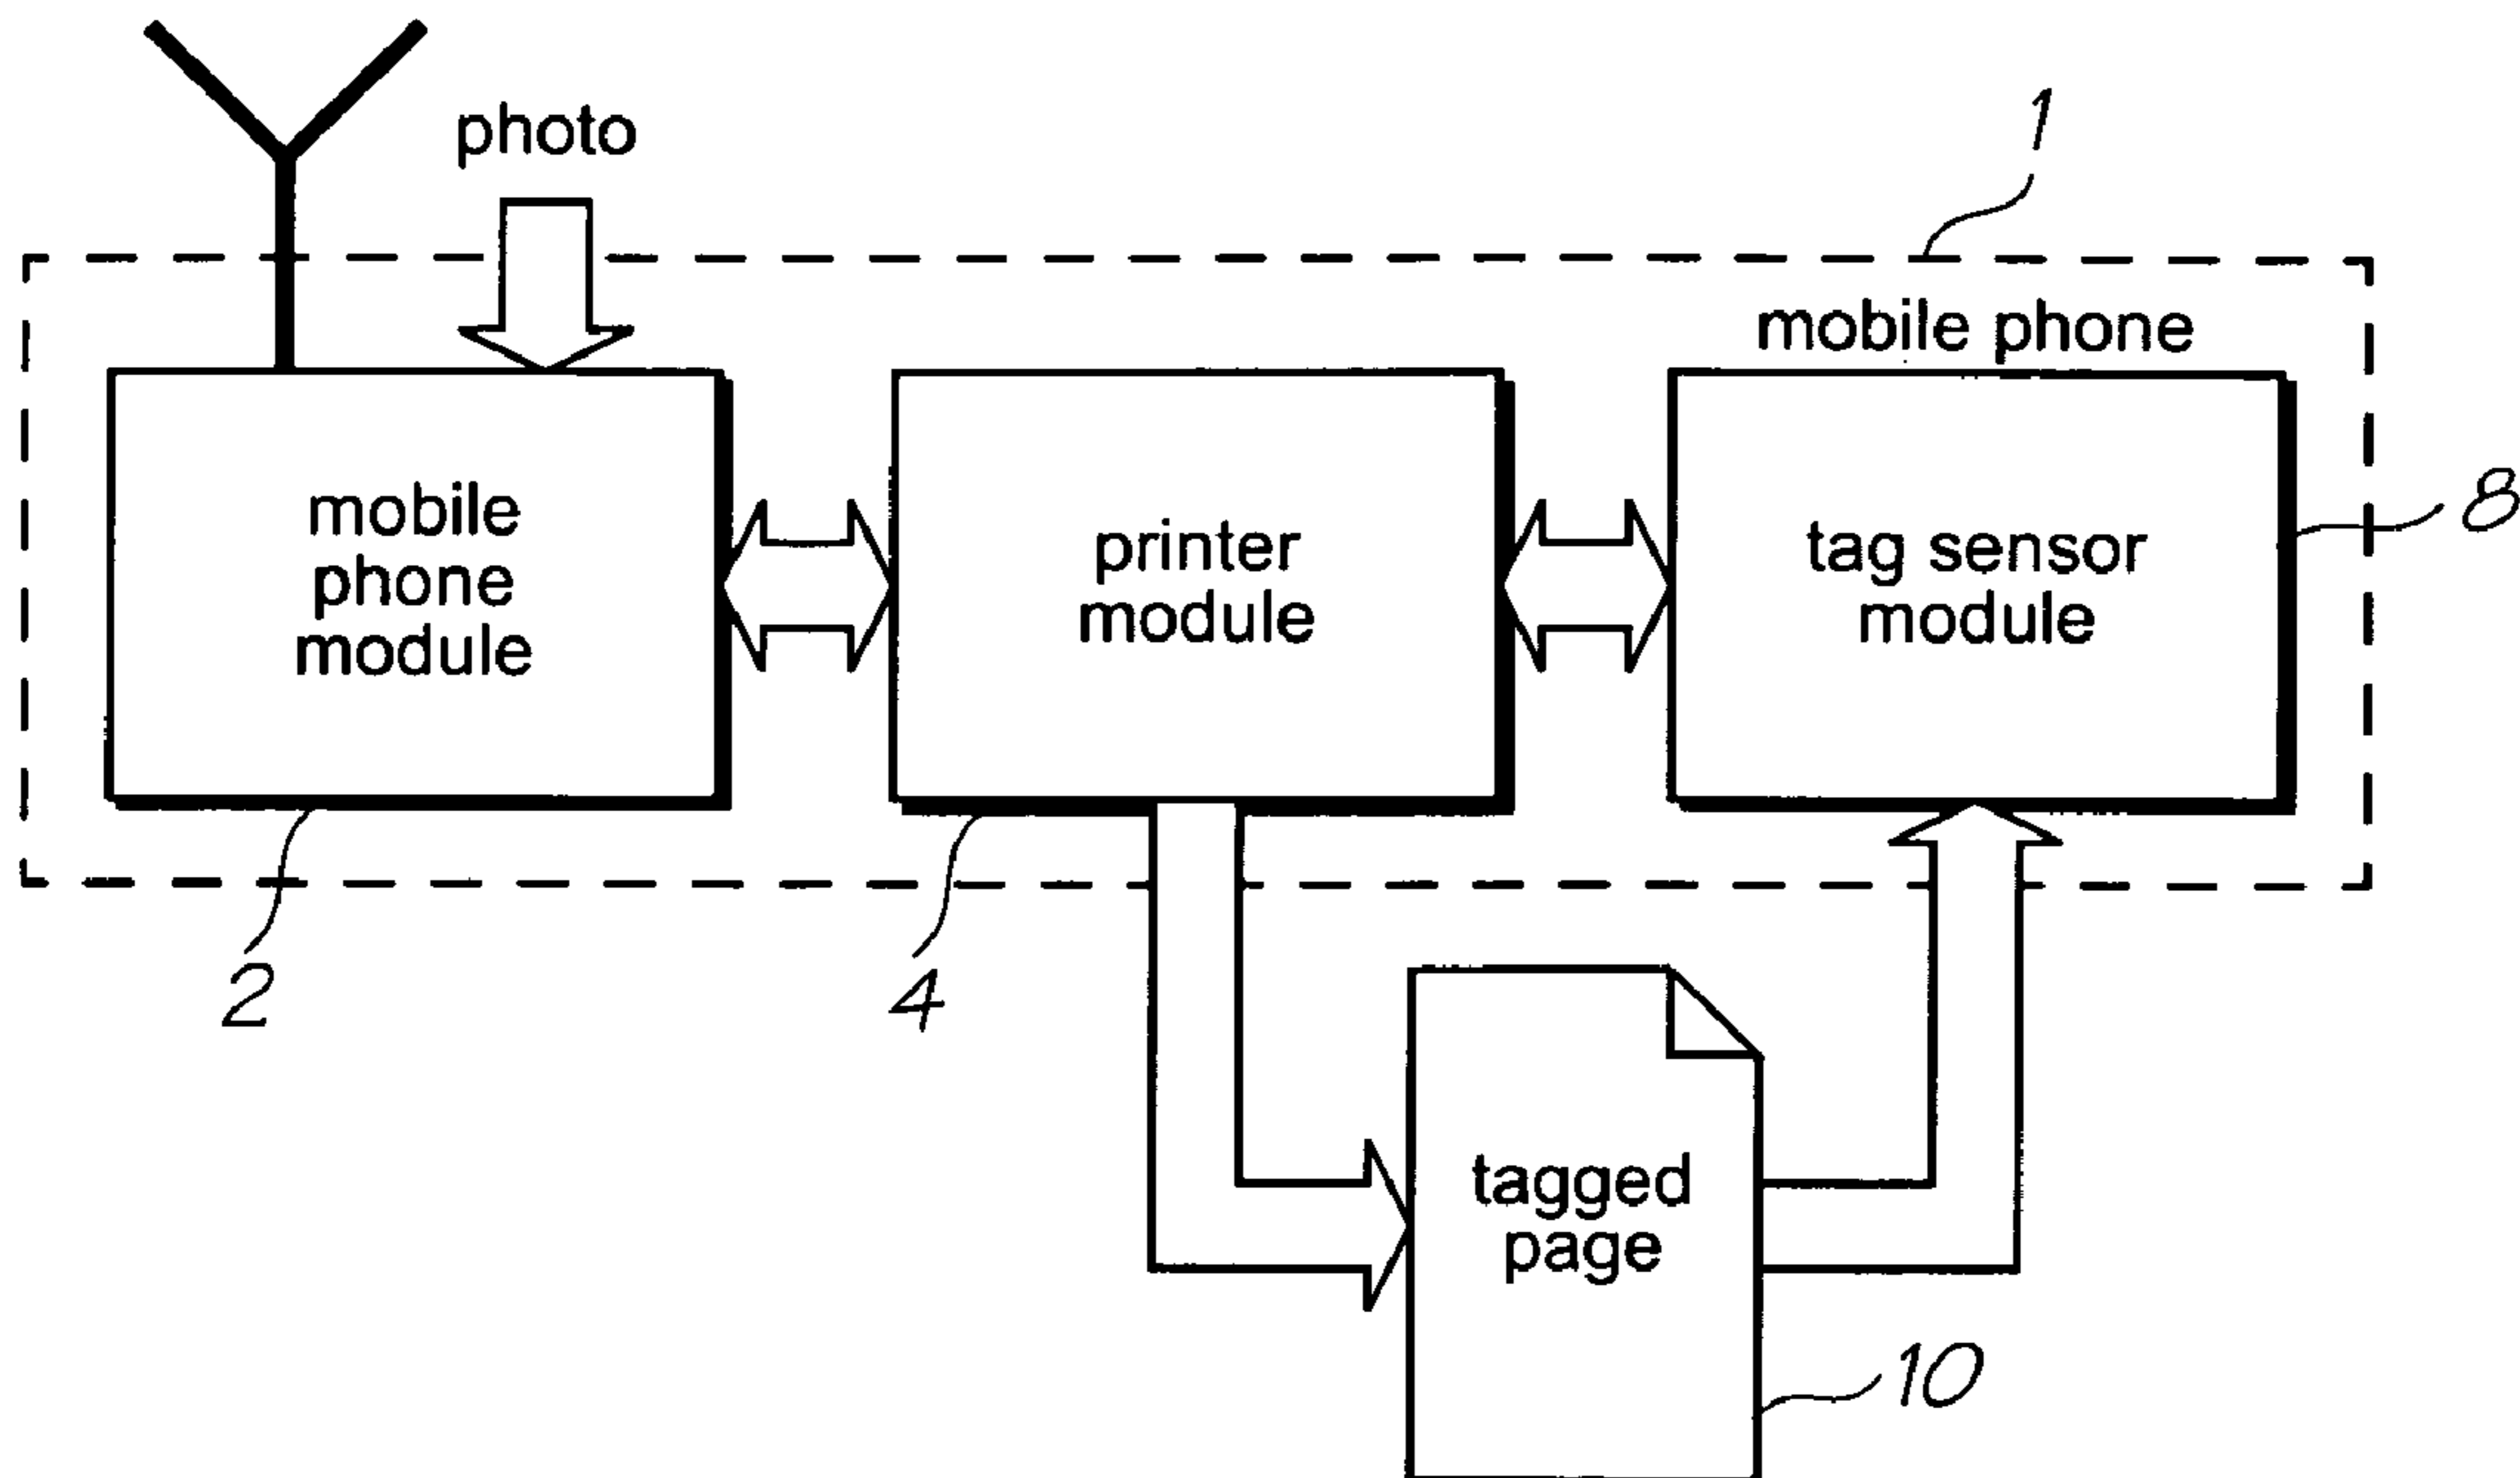 photo
1
mobile phone
mobile
phone
module
printer
module
tag sensor
module
8
2
4
tagged
page
10